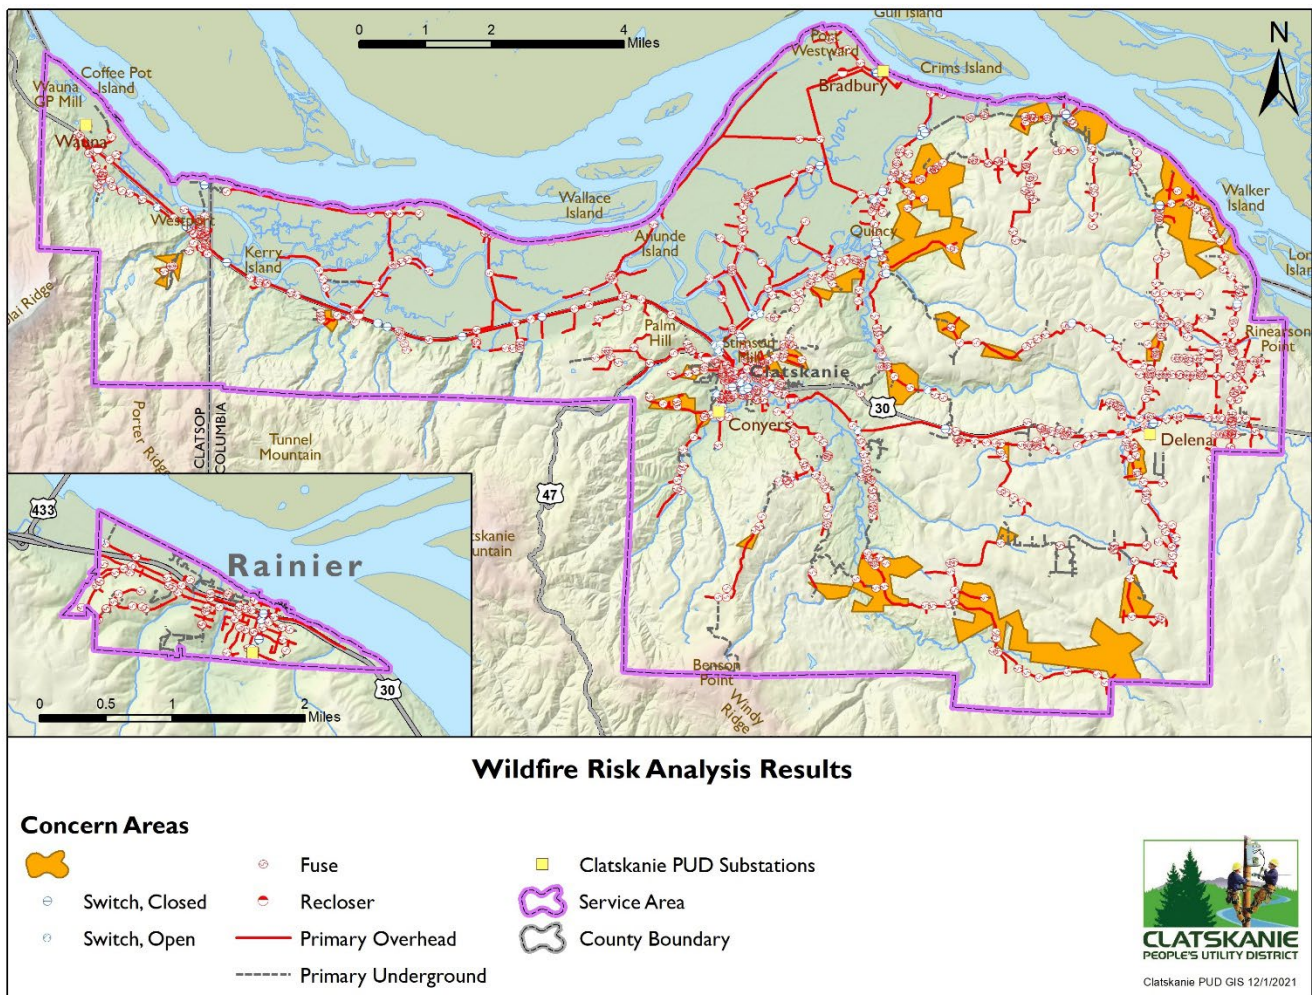 0 1 2 4
Miles
Gull Island
N
Port
Westward
Crims Island
Bradbury
Coffee Pot
Island
Wauna
GP Mill
Wauna
Walker
Island
Wallace
Island
Westport
Anunde
Island
Quincy
Kerry
Island
Rinearson
Point
Palm
Hill
Stimson
Mill
Clatskanie
30
Conyers
Delena
Porter Ridge
CLATSOP
COLUMBIA
Tunnel
Mountain
47
433
Rainier
Benson
Point
Windy
Ridge
30
0 0.5 1 2
Miles
Wildfire Risk Analysis Results
Concern Areas
Fuse
Clatskanie PUD Substations
Switch, Closed
Recloser
Service Area
Switch, Open
Primary Overhead
County Boundary
Primary Underground
CLATSKANIE
PEOPLE'S UTILITY DISTRICT
Clatskanie PUD GIS 12/1/2021